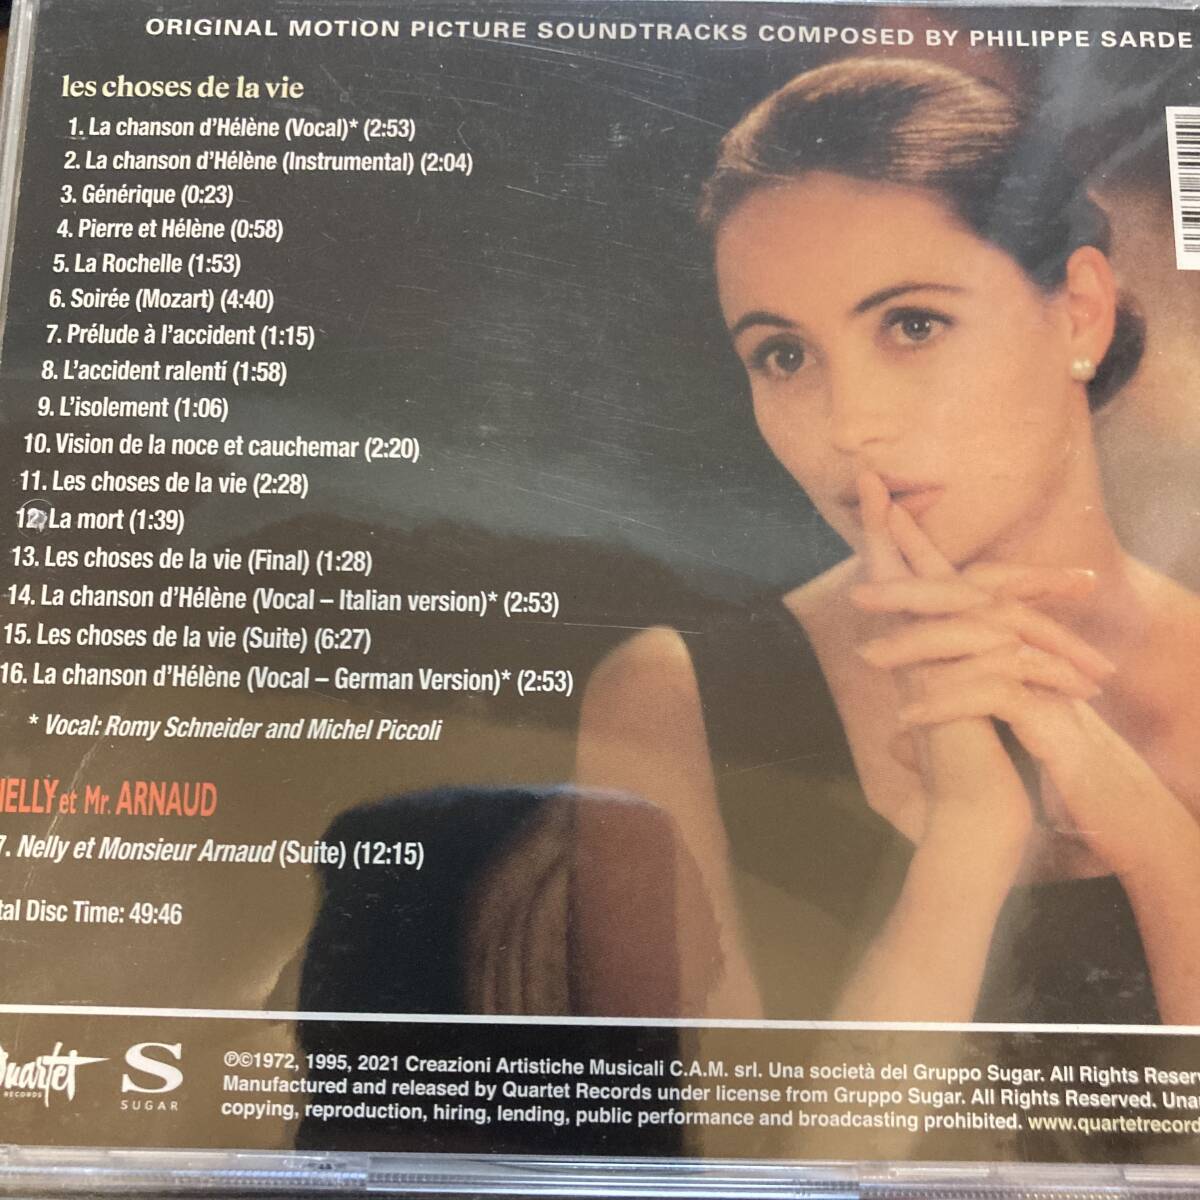 ORIGINAL MOTION PICTURE SOUNDTRACKS COMPOSED BY PHILIPPE SARDE
les choses de la vie
1. La chanson d'Hélène (Vocal)* (2:53)
2. La chanson d'Hélène (Instrumental) (2:04)
3. Générique (0:23)
4. Pierre et Hélène (0:58)
5. La Rochelle (1:53)
6. Soirée (Mozart) (4:40)
7. Prélude à l'accident (1:15)
8. L'accident ralentí (1:58)
9. L'isolement (1:06)
10. Vision de la noce et cauchemar (2:20)
11. Les choses de la vie (2:28)
12. La mort (1:39)
13. Les choses de la vie (Final) (1:28)
14. La chanson d'Hélène (Vocal – Italian version)* (2:53)
15. Les choses de la vie (Suite) (6:27)
16. La chanson d'Hélène (Vocal – German Version)* (2:53)
* Vocal: Romy Schneider and Michel Piccoli
NELLY et Mr. ARNAUD
7. Nelly et Monsieur Arnaud (Suite) (12:15)
tal Disc Time: 49:46
Quartet
RECORDS
S
SUGAR
℗©1972, 1995, 2021 Creazioni Artistiche Musicali C.A.M. srl. Una società del Gruppo Sugar. All Rights Reserv
Manufactured and released by Quartet Records under license from Gruppo Sugar. All Rights Reserved. Unau
copying, reproduction, hiring, lending, public performance and broadcasting prohibited. www.quartetrecord